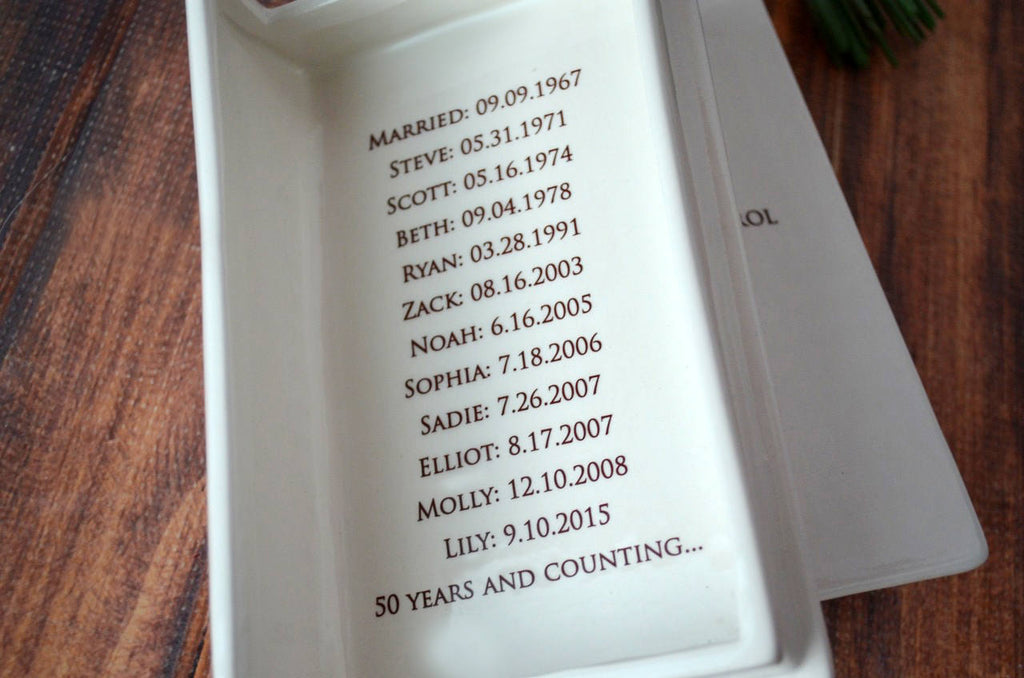 MARRIED: 09.09.1967
STEVE: 05.31.1971
SCOTT: 05.16.1974
BETH: 09.04.1978
RYAN: 03.28.1991
ZACK: 08.16.2003
NOAH: 6.16.2005
SOPHIA: 7.18.2006
SADIE: 7.26.2007
ELLIOT: 8.17.2007
MOLLY: 12.10.2008
LILY: 9.10.2015
50 YEARS AND COUNTING...